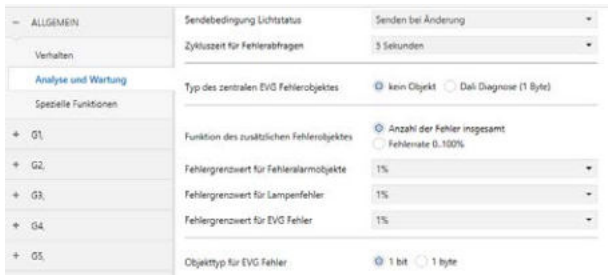 ALLGEMEIN
Verhalten
Analyse und Wartung
Spezielle Funktionen
G1,
G2,
G3,
G4,
G5,
Sendebedingung Lichtstatus Senden bei Änderung
Zykluszeit für Fehlerabfragen 3 Sekunden
Typ des zentralen EVG Fehlerobjektes kein Objekt Dali Diagnose (1 Byte)
Funktion des zusätzlichen Fehlerobjektes Anzahl der Fehler insgesamt
Fehlerrate 0..100%
Fehlergrenzwert für Fehleralarmobjekte 1%
Fehlergrenzwert für Lampenfehler 1%
Fehlergrenzwert für EVG Fehler 1%
Objekttyp für EVG Fehler 1 bit 1 byte